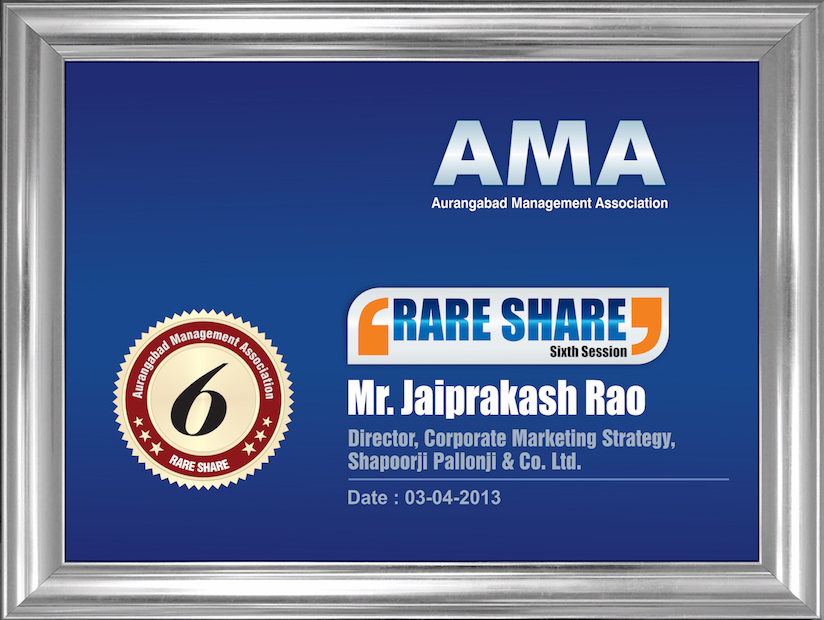 AMA
Aurangabad Management Association
RARE SHARE
Sixth Session
Mr. Jaiprakash Rao
Director, Corporate Marketing Strategy,
Shapoorji Pallonji & Co. Ltd.
Date : 03-04-2013
Aurangabad Management Association
6
RARE SHARE